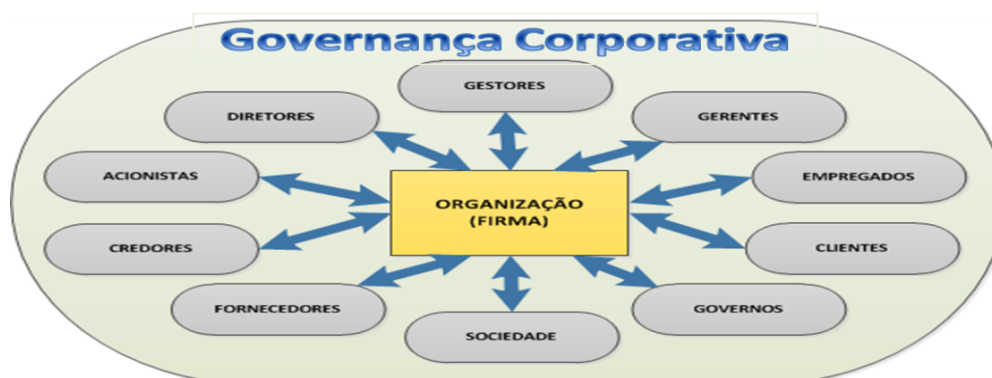 Governança Corporativa
GESTORES
DIRETORES
GERENTES
ACIONISTAS
EMPREGADOS
ORGANIZAÇÃO
(FIRMA)
CREDORES
CLIENTES
FORNECEDORES
GOVERNOS
SOCIEDADE